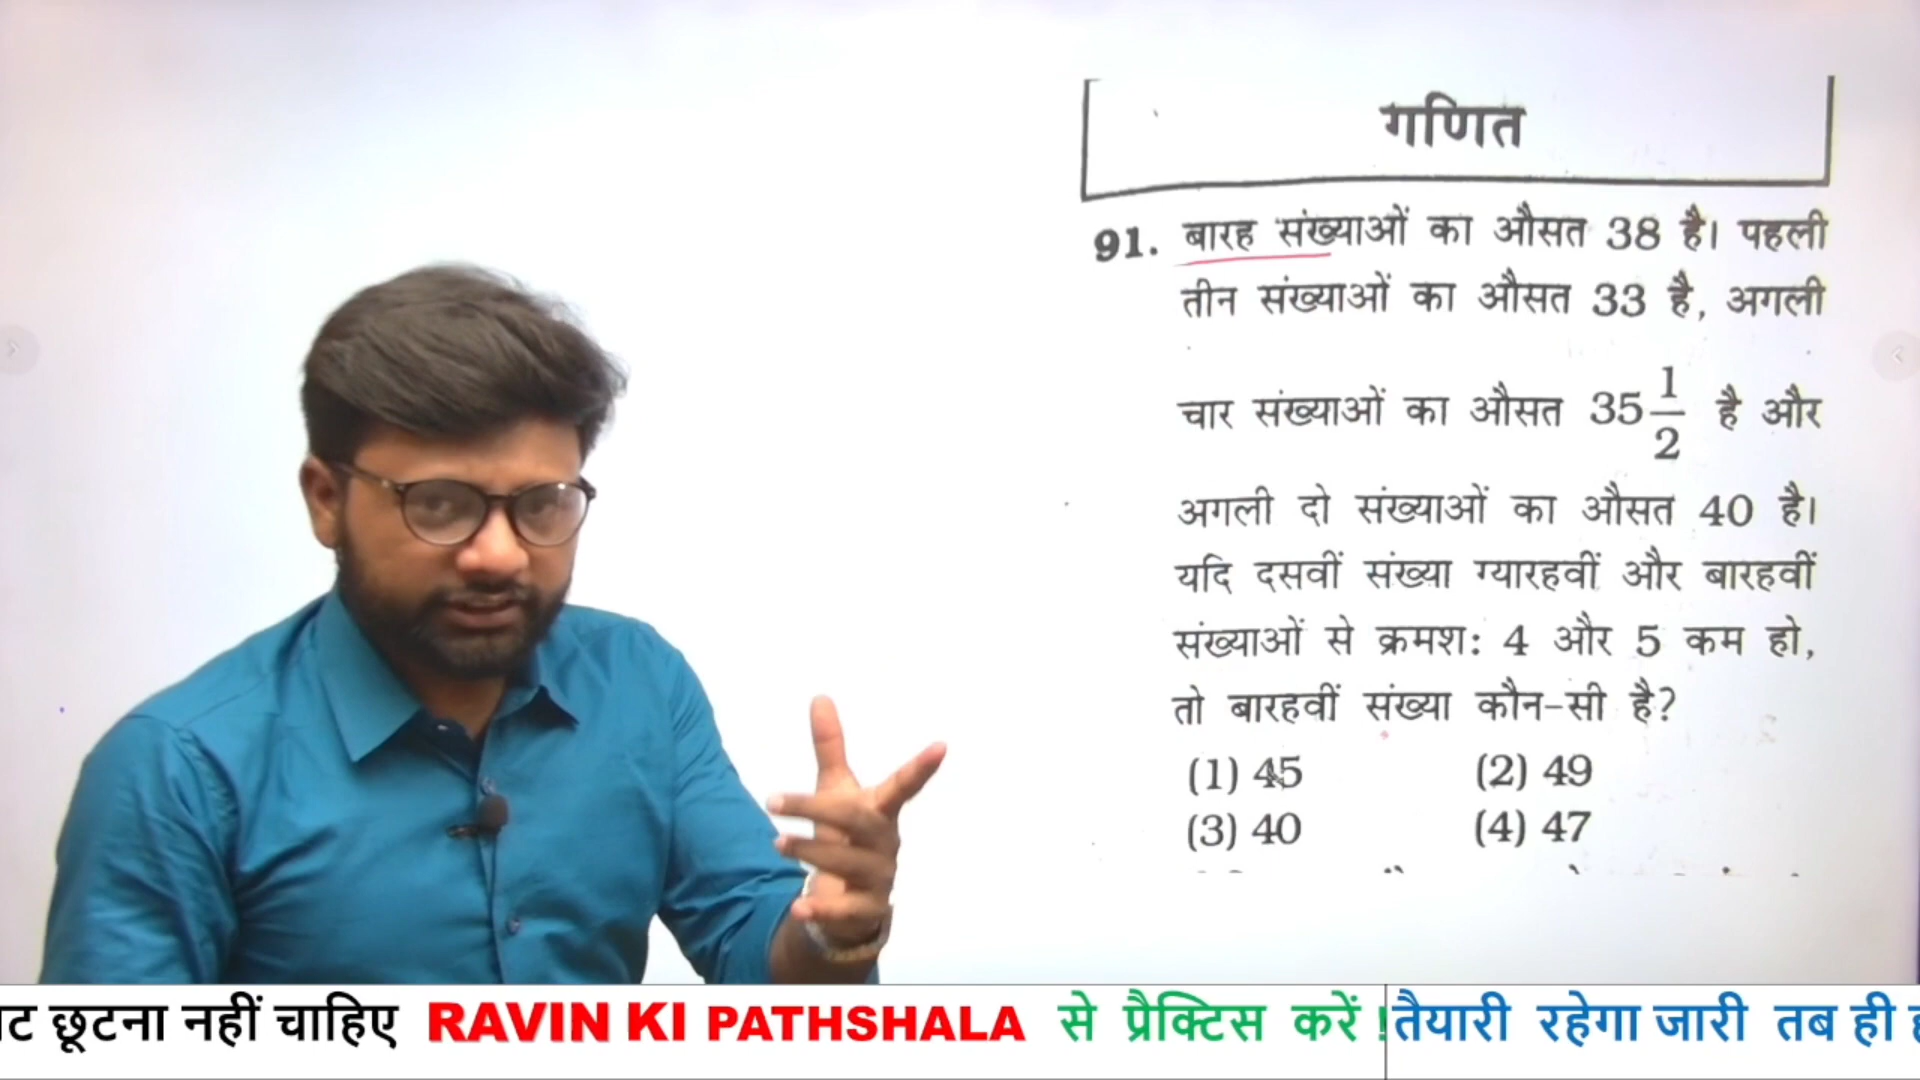 गणित
91. बारह संख्याओं का औसत 38 है। पहली
तीन संख्याओं का औसत 33 है, अगली
चार संख्याओं का औसत 35 1/2 है और
अगली दो संख्याओं का औसत 40 है।
यदि दसवीं संख्या ग्यारहवीं और बारहवीं
संख्याओं से क्रमश: 4 और 5 कम हो,
तो बारहवीं संख्या कौन-सी है?
(1) 45 (2) 49
(3) 40 (4) 47
छूटना नहीं चाहिए RAVIN KI PATHSHALA से प्रैक्टिस करें ! तैयारी रहेगा जारी तब ही